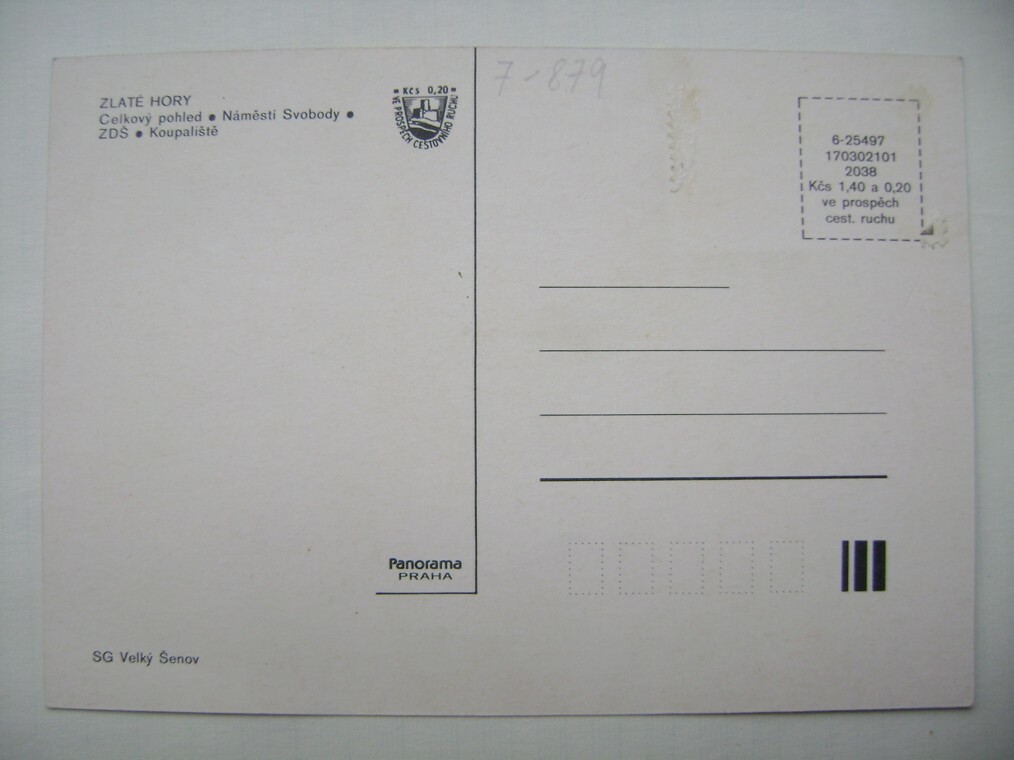 ZLATÉ HORY
Celkový pohled ● Náměstí Svobody ●
ZDŠ ● Koupaliště
Kčs 0,20
VE PROSPĚCH CESTOVNÍHO RUCHU
7-879
6-25497
170302101
2038
Kčs 1,40 a 0,20
ve prospěch
cest. ruchu
Panorama
PRAHA
SG Velký Šenov